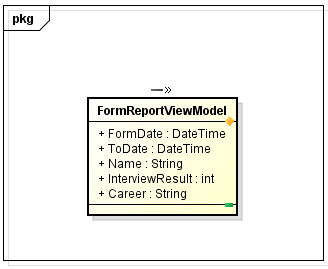 pkg
FormReportViewModel
+ FormDate : DateTime
+ ToDate : DateTime
+ Name : String
+ InterviewResult : int
+ Career : String